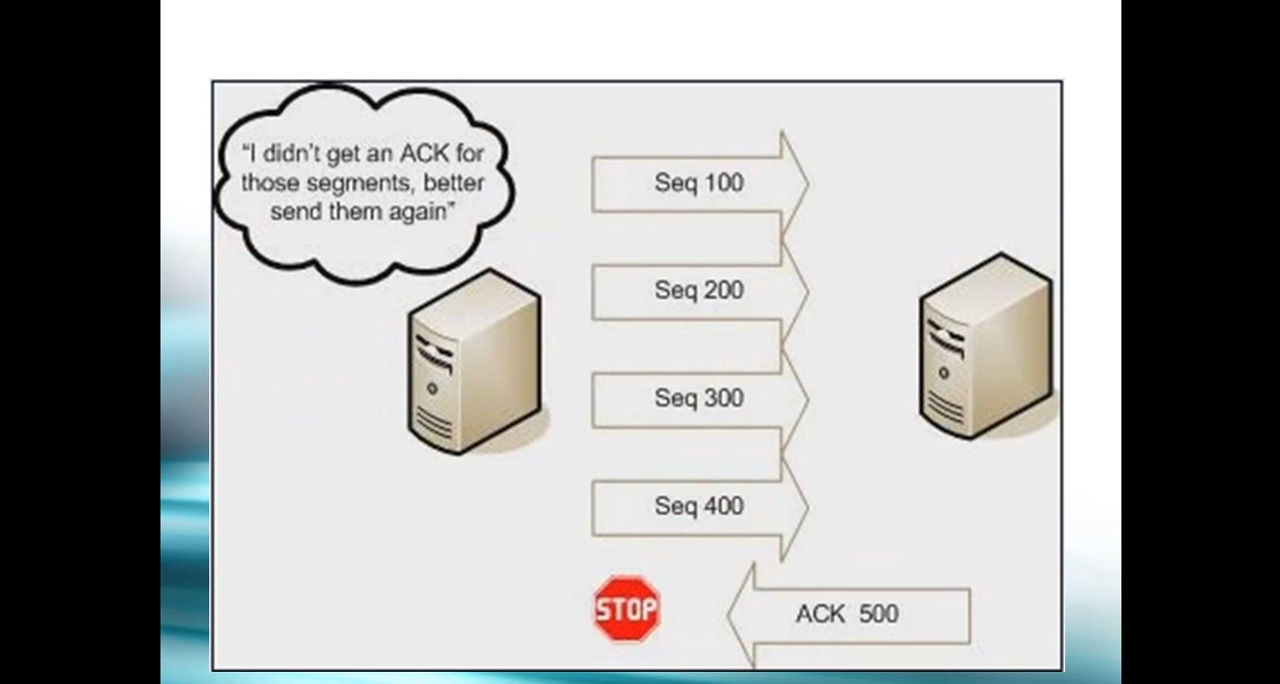 "I didn't get an ACK for
those segments, better
send them again"
Seq 100
Seq 200
Seq 300
Seq 400
STOP
ACK 500